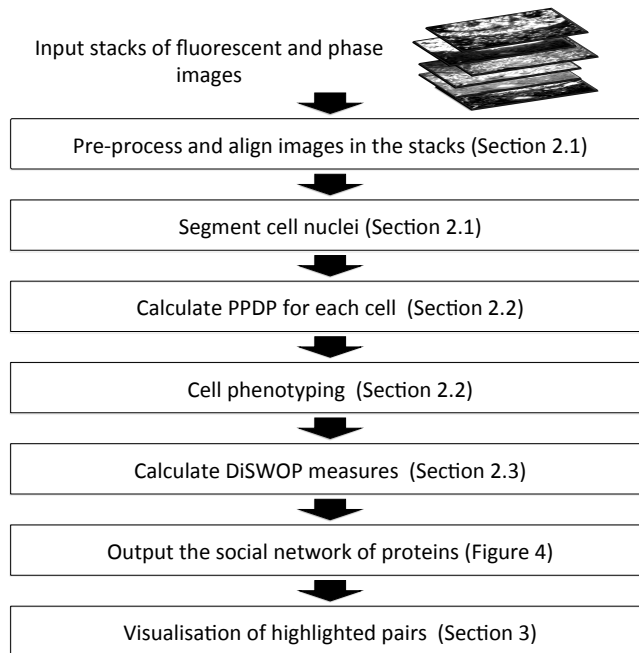 Input stacks of fluorescent and phase
images
Pre-process and align images in the stacks (Section 2.1)
Segment cell nuclei (Section 2.1)
Calculate PPDP for each cell (Section 2.2)
Cell phenotyping (Section 2.2)
Calculate DiSWOP measures (Section 2.3)
Output the social network of proteins (Figure 4)
Visualisation of highlighted pairs (Section 3)